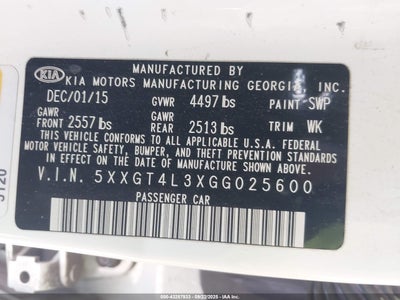 MANUFACTURED BY
KIA
KIA MOTORS MANUFACTURING GEORGIA, INC.
DEC/01/15 GVWR 4497 lbs PAINT SWP
GAWR FRONT 2557 lbs GAWR REAR 2513 lbs TRIM WK
THIS VEHICLE CONFORMS TO ALL APPLICABLE U.S.A. FEDERAL
MOTOR VEHICLE SAFETY, BUMPER, AND THEFT PREVENTION
STANDARDS IN EFFECT ON THE DATE OF MANUFACTURE SHOWN ABOVE.
V.I.N. 5XXGT4L3XGG025600
PASSENGER CAR